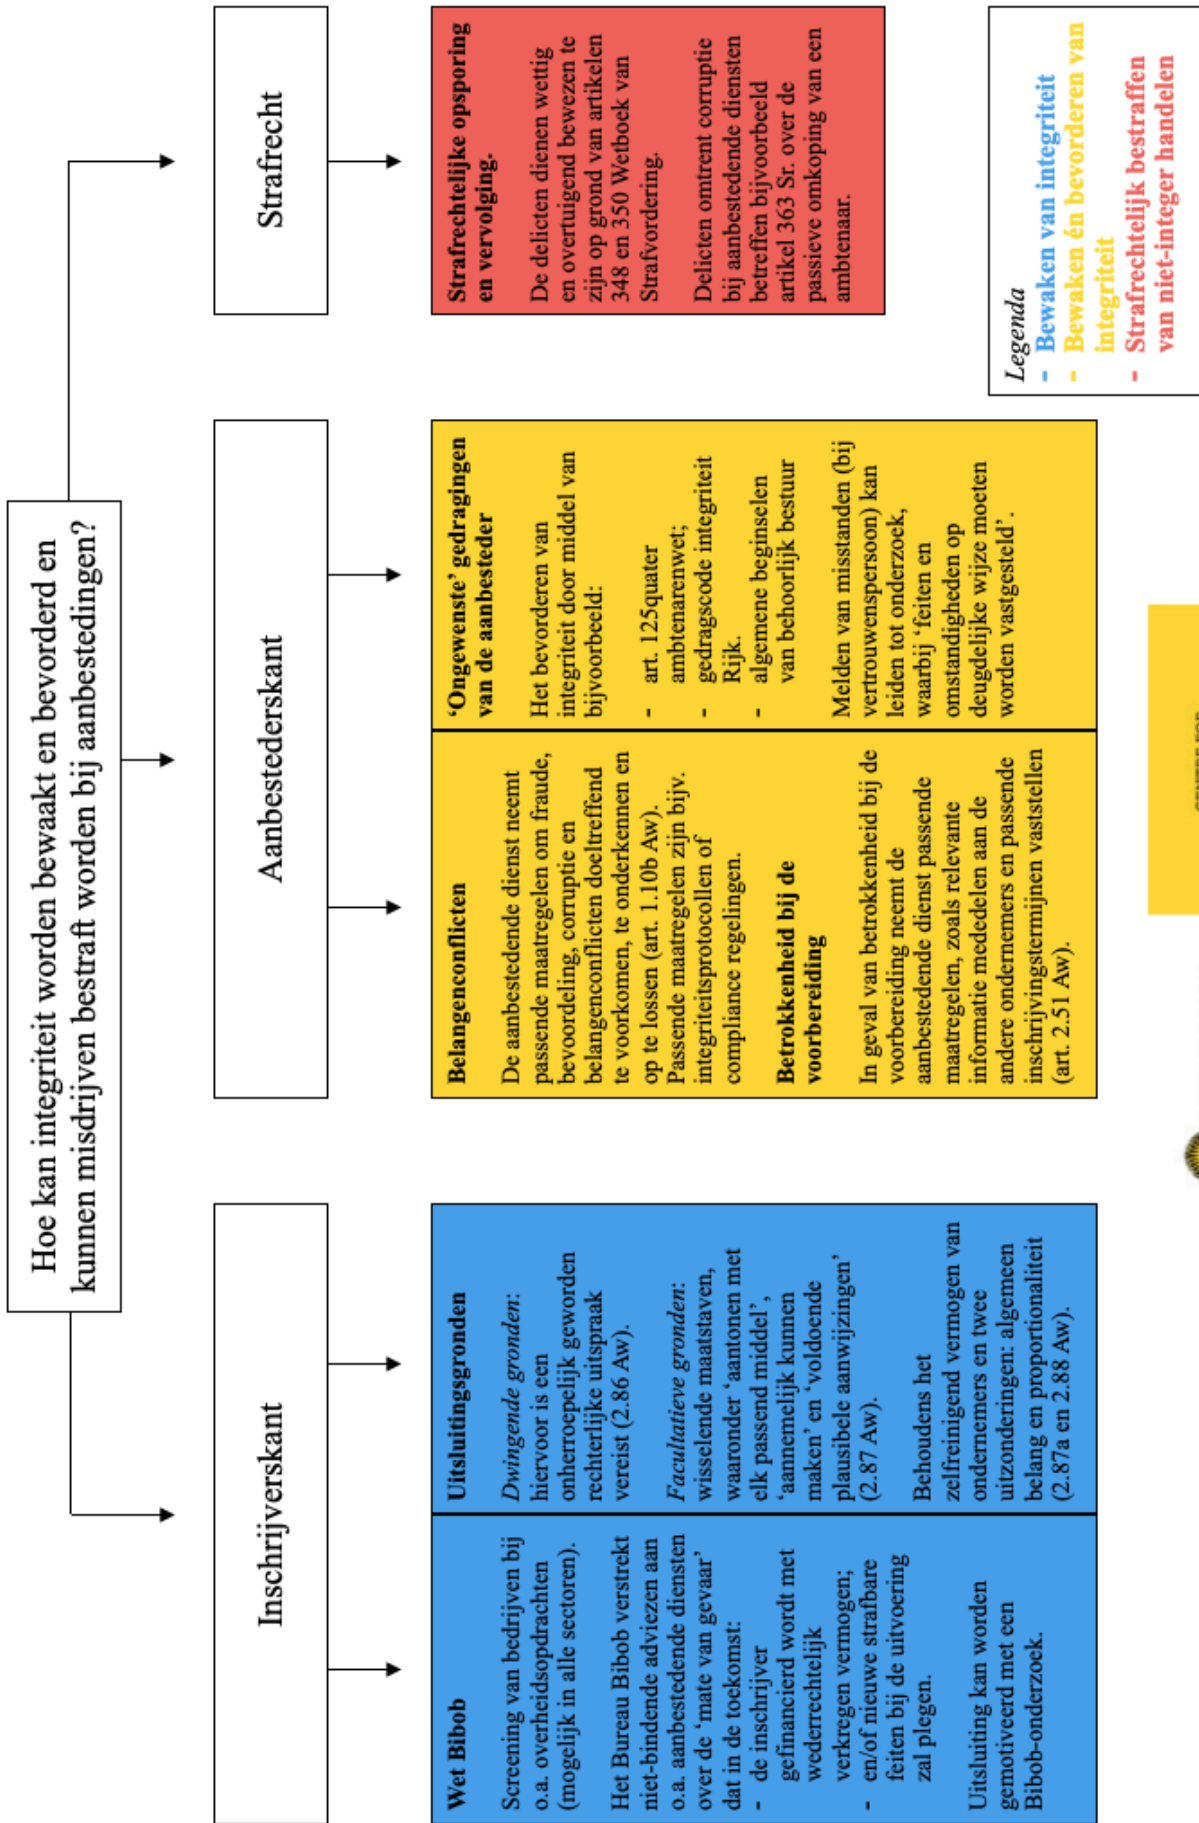 Hoe kan integriteit worden bewaakt en bevorderd en
kunnen misdrijven bestraft worden bij aanbestedingen?
Inschrijverskant
Wet Bibob
Screening van bedrijven bij
o.a. overheidsopdrachten
(mogelijk in alle sectoren).
Het Bureau Bibob verstrekt
niet-bindende adviezen aan
o.a. aanbestedende diensten
over de ‘mate van gevaar’
dat in de toekomst:
- de inschrijver
gefinancierd wordt met
wederrechtelijk
verkregen vermogen;
- en/of nieuwe strafbare
feiten bij de uitvoering
zal plegen.
Uitsluiting kan worden
gemotiveerd met een
Bibob-onderzoek.
Uitsluitingsgronden
Dwingende gronden:
hiervoor is een
onherroepelijk geworden
rechterlijke uitspraak
vereist (2.86 Aw).
Facultatieve gronden:
wisselende maatstaven,
waaronder ‘aantonen met
elk passend middel’,
‘aannemelijk kunnen
maken’ en ‘voldoende
plausibele aanwijzingen’
(2.87 Aw).
Behoudens het
zelfreinigend vermogen van
ondernemers en twee
uitzonderingen: algemeen
belang en proportionaliteit
(2.87a en 2.88 Aw).
Aanbestederskant
Belangenconflicten
De aanbestedende dienst neemt
passende maatregelen om fraude,
bevoordeling, corruptie en
belangenconflicten doeltreffend
te voorkomen, te onderkennen en
op te lossen (art. 1.10b Aw).
Passende maatregelen zijn bijv.
integriteitsprotocollen of
compliance regelingen.
Betrokkenheid bij de
voorbereiding
In geval van betrokkenheid bij de
voorbereiding neemt de
aanbestedende dienst passende
maatregelen, zoals relevante
informatie mededelen aan de
andere ondernemers en passende
inschrijvingstermijnen vaststellen
(art. 2.51 Aw).
‘Ongewenste’ gedragingen
van de aanbesteder
Het bevorderen van
integriteit door middel van
bijvoorbeeld:
- art. 125quater
ambtenarenwet;
- gedragscode integriteit
Rijk.
- algemene beginselen
van behoorlijk bestuur
Melden van misstanden (bij
vertrouwenspersoon) kan
leiden tot onderzoek,
waarbij ‘feiten en
omstandigheden op
deugdelijke wijze moeten
worden vastgesteld’.
Strafrecht
Strafrechtelijke opsporing
en vervolging.
De delicten dienen wettig
en overtuigend bewezen te
zijn op grond van artikelen
348 en 350 Wetboek van
Strafvordering.
Delicten omtrent corruptie
bij aanbestedende diensten
betreffen bijvoorbeeld
artikel 363 Sr. over de
passieve omkoping van een
ambtenaar.
Legenda
- Bewaken van integriteit
- Bewaken én bevorderen van
integriteit
- Strafrechtelijk bestraffen
van niet-integer handelen